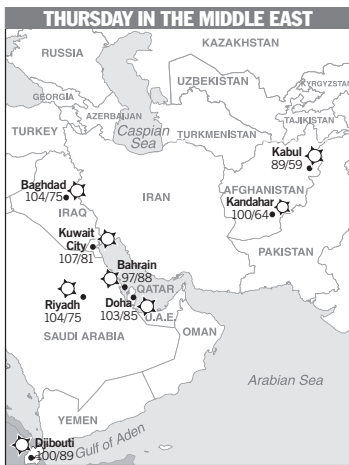 THURSDAY IN THE MIDDLE EAST
KAZAKHSTAN
RUSSIA
UZBEKISTAN
KYRGYZSTAN
GEORGIA
AZERBAIJAN
TAJIKISTAN
TURKEY
Caspian
Sea
TURKMENISTAN
Kabul
89/59
Baghdad
104/75
IRAQ
IRAN
AFGHANISTAN
Kandahar
100/64
Kuwait
City
107/81
PAKISTAN
Bahrain
97/88
QATAR
Riyadh
104/75
Doha
103/85
U.A.E.
SAUDI ARABIA
OMAN
Arabian Sea
YEMEN
Djibouti
100/89
Gulf of Aden